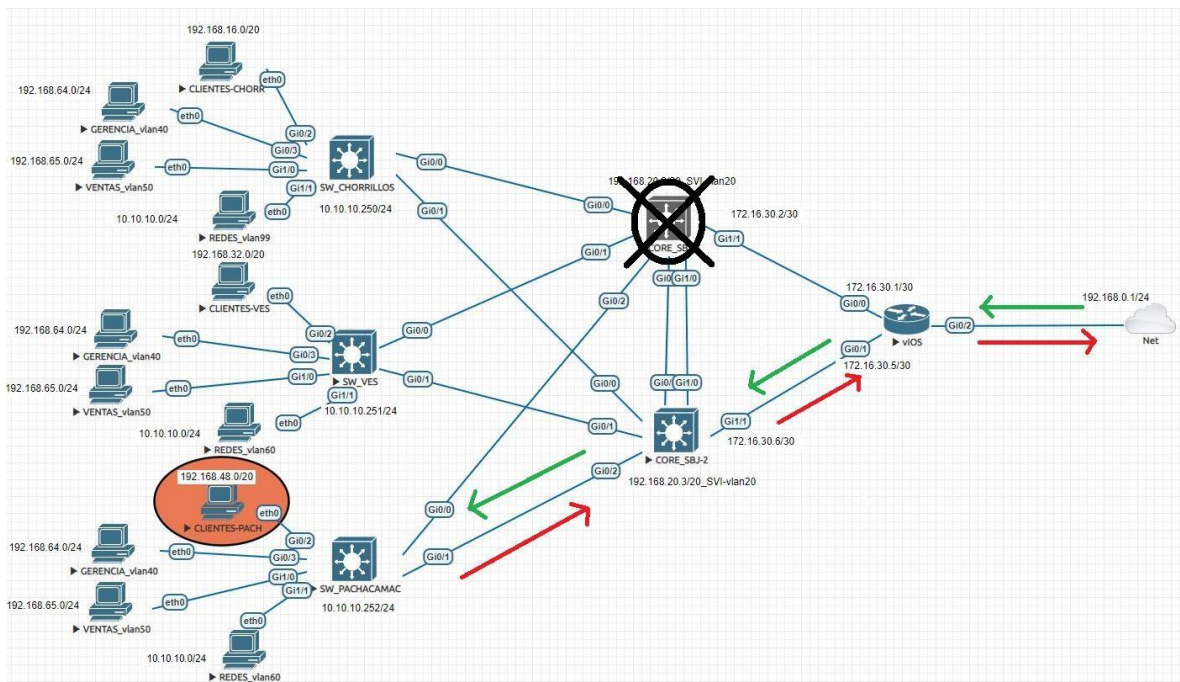 192.168.16.0/20
eth0
CLIENTES-CHORR
192.168.64.0/24
eth0
GERENCIA_vlan40
Gi0/2
Gi0/3
192.168.65.0/24
eth0
VENTAS_vlan50
Gi1/0
Gi1/1
SW_CHORRILLOS
10.10.10.250/24
Gi0/0
Gi0/1
10.10.10.0/24
eth0
REDES_vlan99
192.168.32.0/20
eth0
CLIENTES-VES
Gi0/2
192.168.64.0/24
eth0
GERENCIA_vlan40
Gi0/3
192.168.65.0/24
eth0
VENTAS_vlan50
Gi1/0
Gi1/1
SW_VES
10.10.10.251/24
Gi0/0
Gi0/1
10.10.10.0/24
eth0
REDES_vlan60
192.168.48.0/20
eth0
CLIENTES-PACH
Gi0/2
192.168.64.0/24
eth0
GERENCIA_vlan40
Gi0/3
192.168.65.0/24
eth0
VENTAS_vlan50
Gi1/0
Gi1/1
SW_PACHACAMAC
10.10.10.252/24
Gi0/0
Gi0/1
eth0
10.10.10.0/24
REDES_vlan60
Gi0/0
Gi0/1
Gi0/2
Gi1/0
Gi1/1
172.16.30.2/30
Gi0/0
Gi0/1
Gi0/2
Gi1/0
Gi1/1
CORE_SBJ-2
192.168.20.3/20_SVI-vlan20
172.16.30.6/30
172.16.30.1/30
Gi0/0
Gi0/1
172.16.30.5/30
vIOS
Gi0/2
192.168.0.1/24
Net